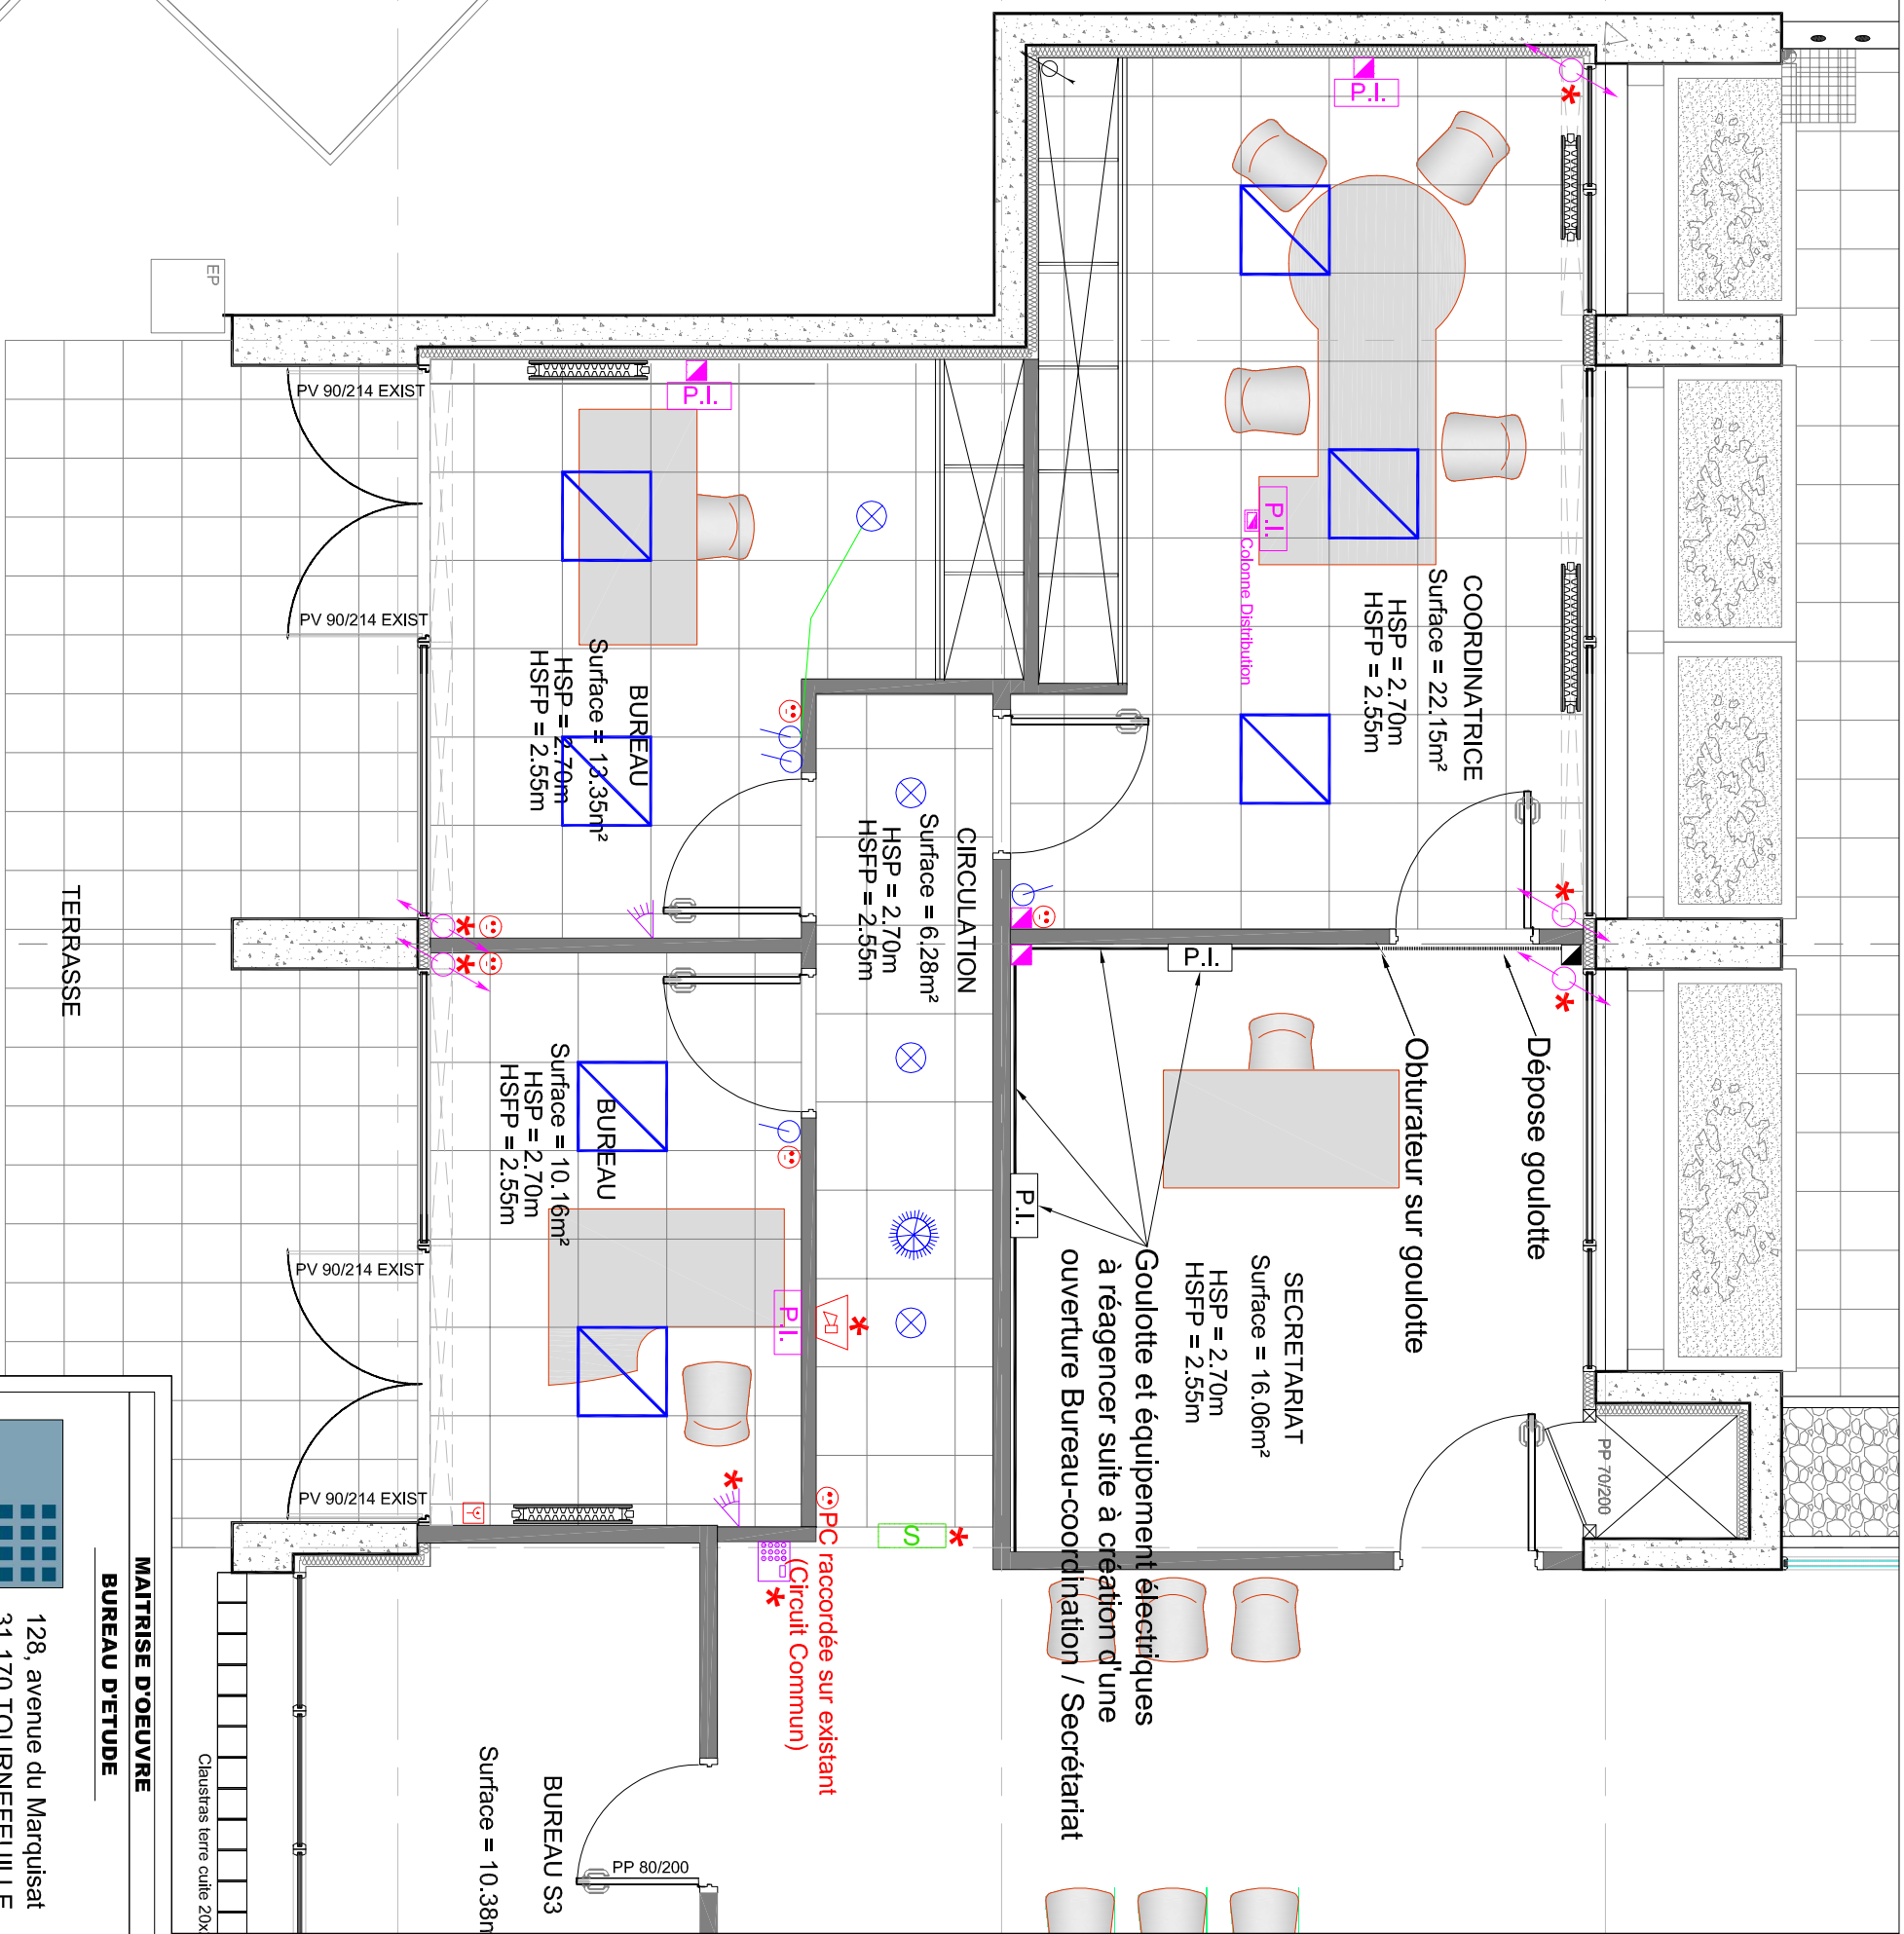 COORDINATRICE
Surface = 22.15m²
HSP = 2.70m
HSFP = 2.55m
P.I.
P.I.
Colonne Distribution
Dépose goulotte
Obturateur sur goulotte
P.I.
P.I.
SECRETARIAT
Surface = 16.06m²
HSP = 2.70m
HSFP = 2.55m
Goulotte et équipement électriques
à réagencer suite à création d'une
ouverture Bureau-coordination / Secrétariat
PP 70/200
CIRCULATION
Surface = 6.28m²
HSP = 2.70m
HSFP = 2.55m
S
PC raccordée sur existant
(Circuit Commun)
P.I.
BUREAU
Surface = 13.35m²
HSP = 2.70m
HSFP = 2.55m
BUREAU
Surface = 10.16m²
HSP = 2.70m
HSFP = 2.55m
P.I.
BUREAU S3
Surface = 10.38m
PP 80/200
PV 90/214 EXIST
PV 90/214 EXIST
PV 90/214 EXIST
PV 90/214 EXIST
EP
TERRASSE
Claustras terre cuite 20x
MAITRISE D'OEUVRE
BUREAU D'ETUDE
128, avenue du Marquisat
31 170 TOURNEFEUILLE